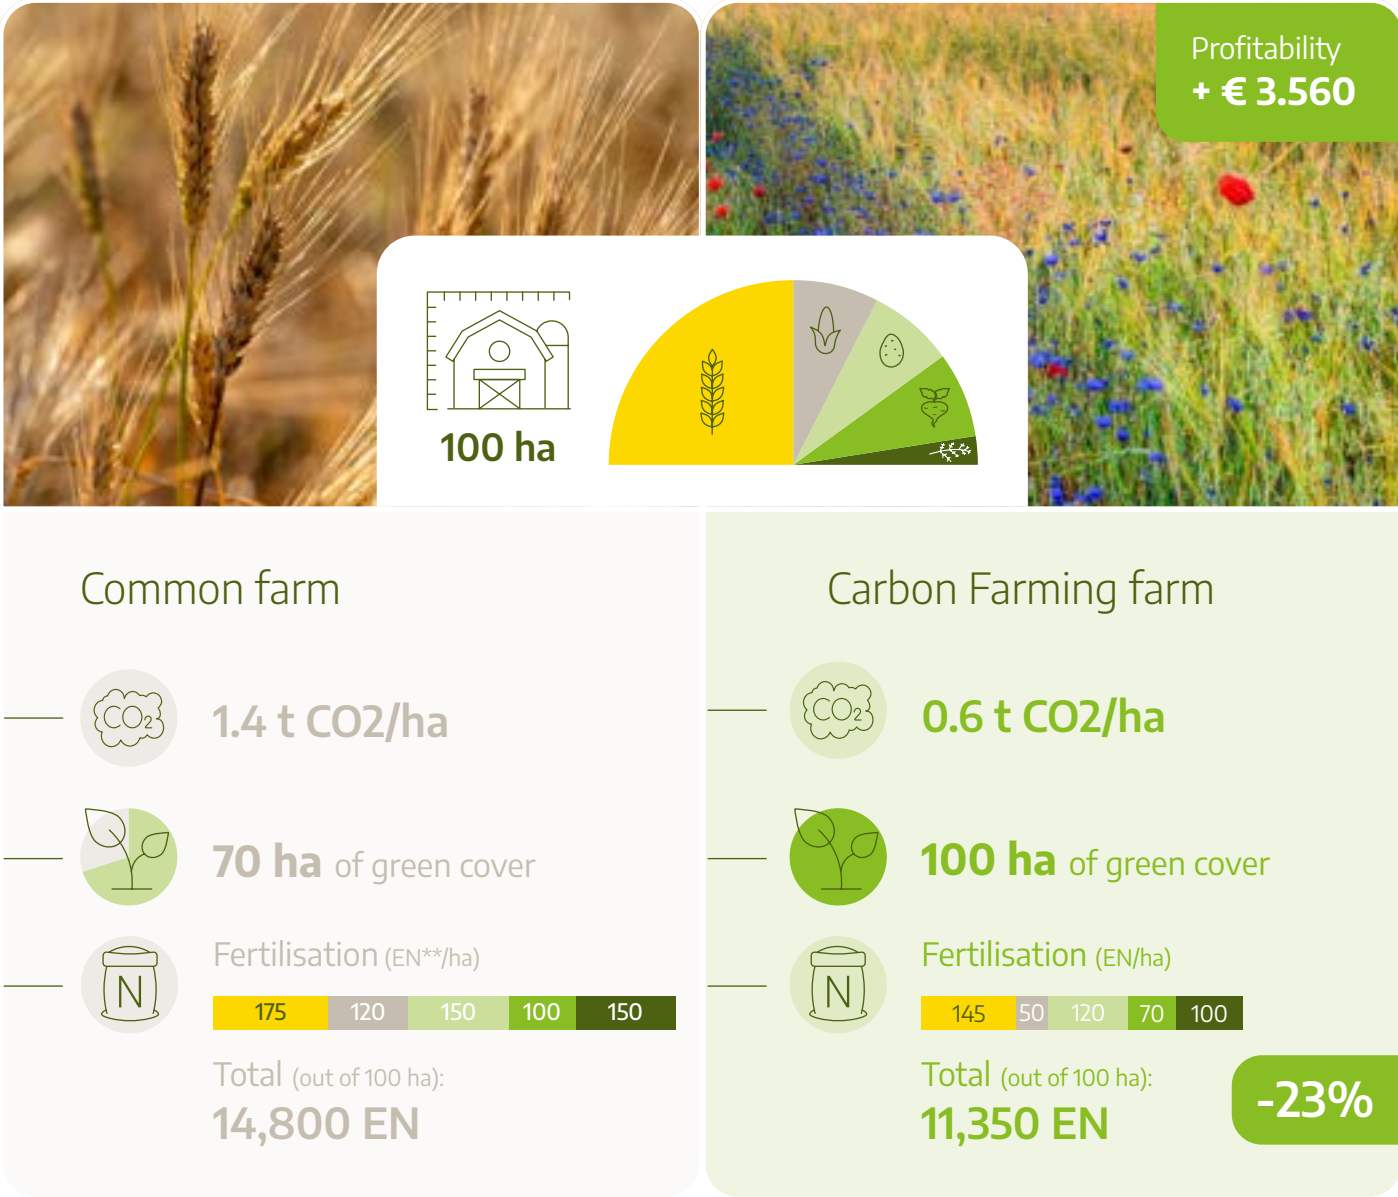 Profitability
+ € 3.560
100 ha
Common farm
CO2
1.4 t CO2/ha
70 ha of green cover
N
Fertilisation (EN**/ha)
175 120 150 100 150
Total (out of 100 ha):
14,800 EN
Carbon Farming farm
CO2
0.6 t CO2/ha
100 ha of green cover
N
Fertilisation (EN/ha)
145 50 120 70 100
Total (out of 100 ha):
11,350 EN
-23%